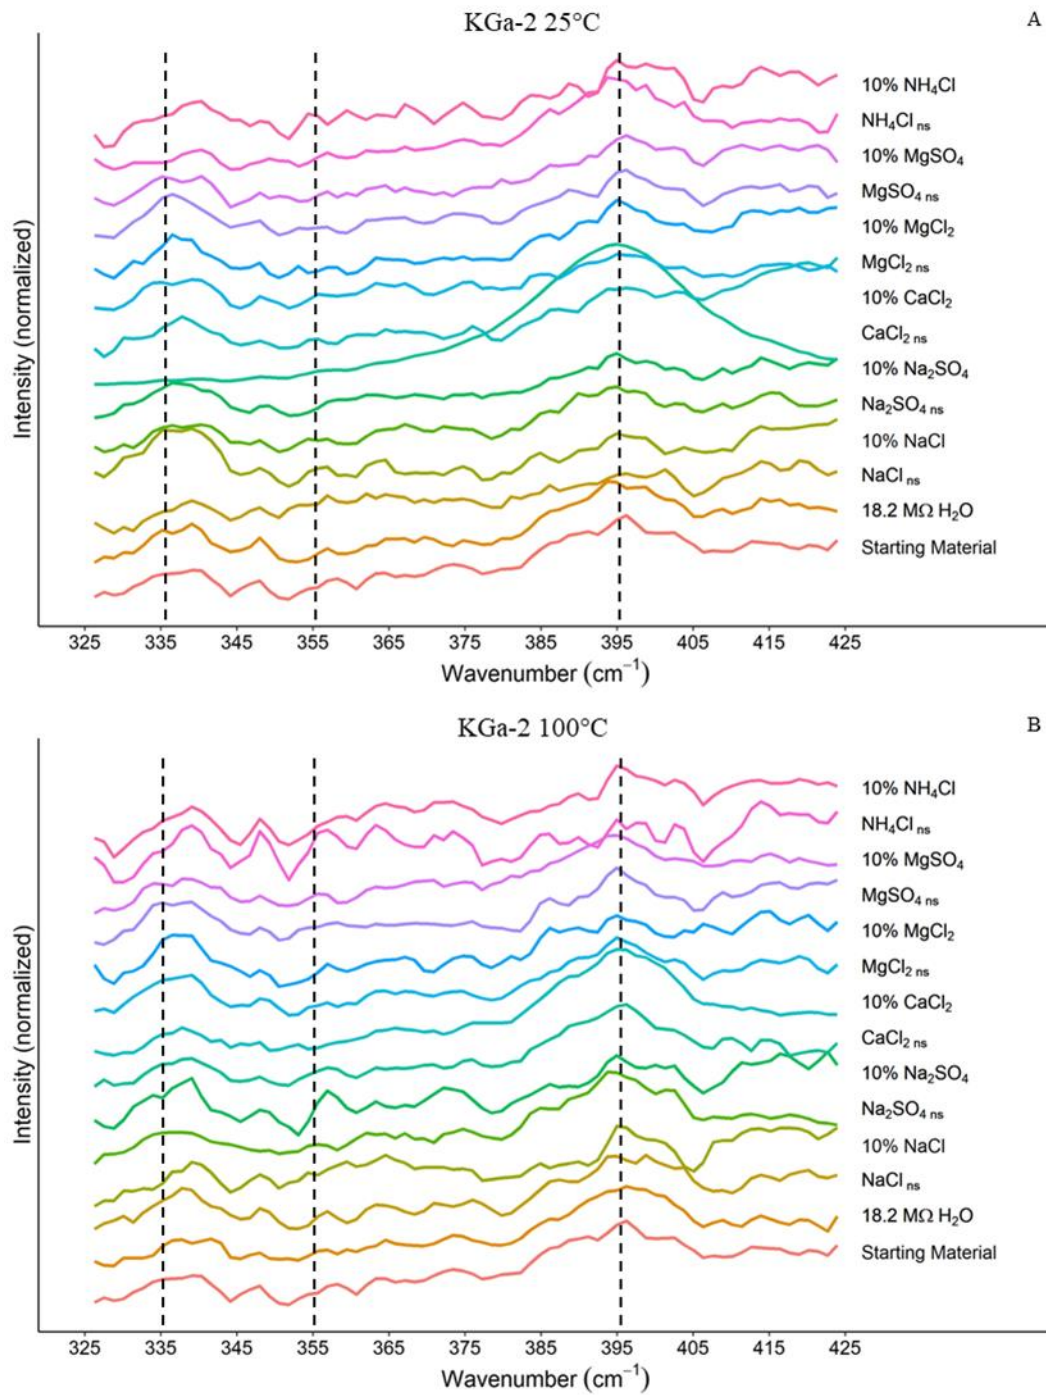 KGa-2 25°C
A
10% NH₄Cl
NH₄Cl ns
10% MgSO₄
MgSO₄ ns
10% MgCl₂
MgCl₂ ns
10% CaCl₂
CaCl₂ ns
10% Na₂SO₄
Na₂SO₄ ns
10% NaCl
NaCl ns
18.2 MΩ H₂O
Starting Material
Intensity (normalized)
325 335 345 355 365 375 385 395 405 415 425
Wavenumber (cm⁻¹)
KGa-2 100°C
B
10% NH₄Cl
NH₄Cl ns
10% MgSO₄
MgSO₄ ns
10% MgCl₂
MgCl₂ ns
10% CaCl₂
CaCl₂ ns
10% Na₂SO₄
Na₂SO₄ ns
10% NaCl
NaCl ns
18.2 MΩ H₂O
Starting Material
Intensity (normalized)
325 335 345 355 365 375 385 395 405 415 425
Wavenumber (cm⁻¹)